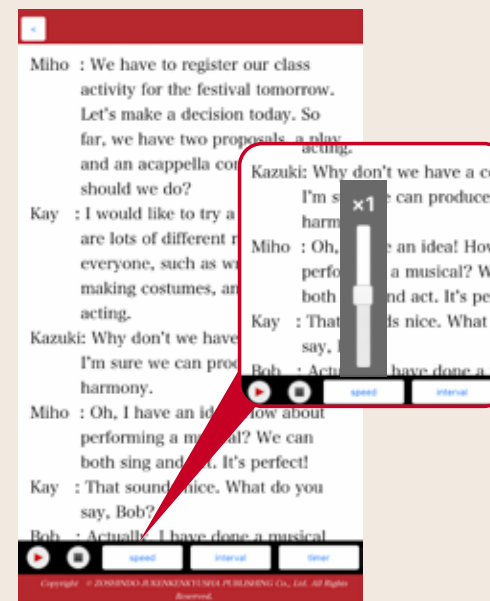 <
Miho : We have to register our class
activity for the festival tomorrow.
Let's make a decision today. So
far, we have two proposals, a play
and an acappella con
should we do?
Kay : I would like to try a
are lots of different r
everyone, such as wr
making costumes, an
acting.
Kazuki: Why don't we have
I'm sure we can prod
harmony.
Miho : Oh, I have an id How about
performing a m al? We can
both sing and . It's perfect!
Kay : That sound nice. What do you
say, Bob?
Bob : Actually, I have done a musical
speed interval timer
Copyright © ZOSHINDO JUKENKENKYUSHA PUBLISHING Co., Ltd. All Rights
Reserved.
acting.
Kazuki: Why don't we have a c
I'm s can produce
harm
Miho : Oh, e an idea! How
perfo a musical? W
both nd act. It's pe
Kay : That ds nice. What
say,
Bob : Actu have done a
×1
speed interval